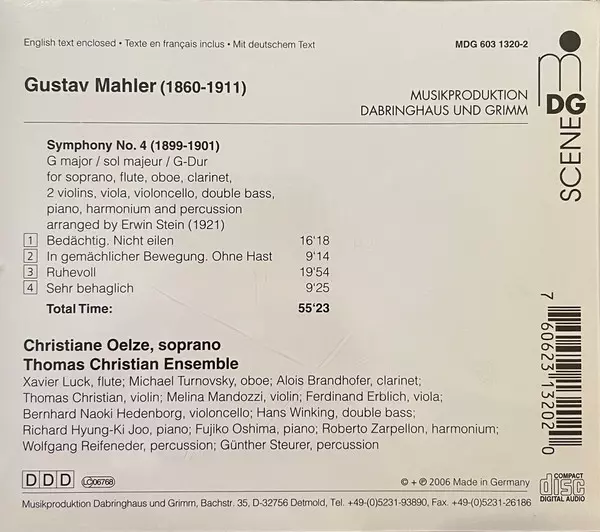 English text enclosed • Texte en français inclus • Mit deutschem Text
MDG 603 1320-2
Gustav Mahler (1860-1911)
MUSIKPRODUKTION
DABRINGHAUS UND GRIMM
m
DG
SCENE
Symphony No. 4 (1899-1901)
G major / sol majeur / G-Dur
for soprano, flute, oboe, clarinet,
2 violins, viola, violoncello, double bass,
piano, harmonium and percussion
arranged by Erwin Stein (1921)
1 Bedächtig. Nicht eilen 16'18
2 In gemächlicher Bewegung. Ohne Hast 9'14
3 Ruhevoll 19'54
4 Sehr behaglich 9'25
Total Time: 55'23
Christiane Oelze, soprano
Thomas Christian Ensemble
Xavier Luck, flute; Michael Turnovsky, oboe; Alois Brandhofer, clarinet;
Thomas Christian, violin; Melina Mandozzi, violin; Ferdinand Erblich, viola;
Bernhard Naoki Hedenborg, violoncello; Hans Winking, double bass;
Richard Hyung-Ki Joo, piano; Fujiko Oshima, piano; Roberto Zarpellon, harmonium;
Wolfgang Reifeneder, percussion; Günther Steurer, percussion
7 60623 13202 0
D D D LC 06768
© + ℗ 2006 Made in Germany
COMPACT
disc
DIGITAL AUDIO
Musikproduktion Dabringhaus und Grimm, Bachstr. 35, D-32756 Detmold, Tel. +49-(0)5231-93890, Fax +49-(0)5231-26186